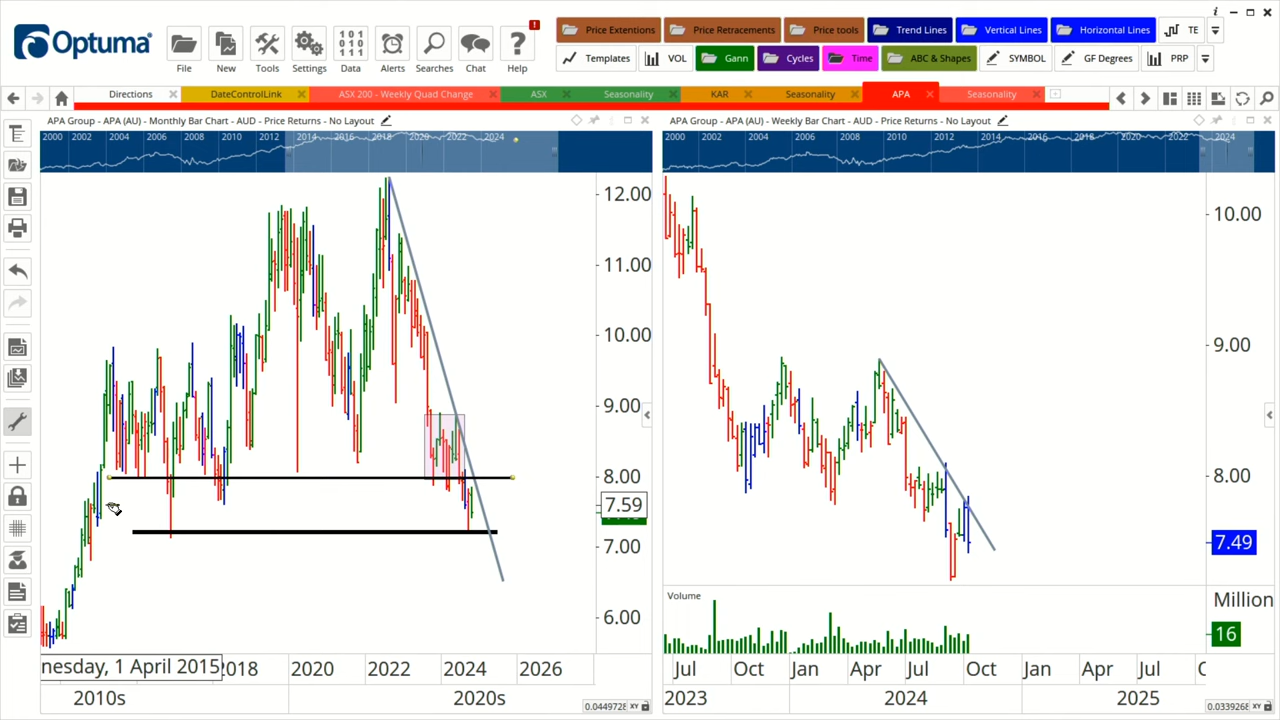 i
Optuma
File
New
Tools
Settings
Data
Alerts
Searches
Chat
Help
Price Extentions
Price Retracements
Price tools
Trend Lines
Vertical Lines
Horizontal Lines
TE
Templates
VOL
Gann
Cycles
Time
ABC & Shapes
SYMBOL
GF Degrees
PRP
Directions
DateControlLink
ASX 200 - Weekly Quad Change
ASX
Seasonality
KAR
Seasonality
APA
Seasonality
APA Group - APA (AU) - Monthly Bar Chart - AUD - Price Returns - No Layout
2000 2002 2004 2006 2008 2010 2012 2014 2016 2018 2020 2022 2024
12.00
11.00
10.00
9.00
8.00
7.59
7.00
6.00
nesday, 1 April 2015
2018 2020 2022 2024 2026
2010s 2020s
0.0449728 XY
APA Group - APA (AU) - Weekly Bar Chart - AUD - Price Returns - No Layout
2000 2002 2004 2006 2008 2010 2012 2014 2016 2018 2020 2022 2024
10.00
9.00
8.00
7.49
Volume
Million
16
Jul Oct Jan Apr Jul Oct Jan Apr Jul
2023 2024 2025
0.0339268 XY